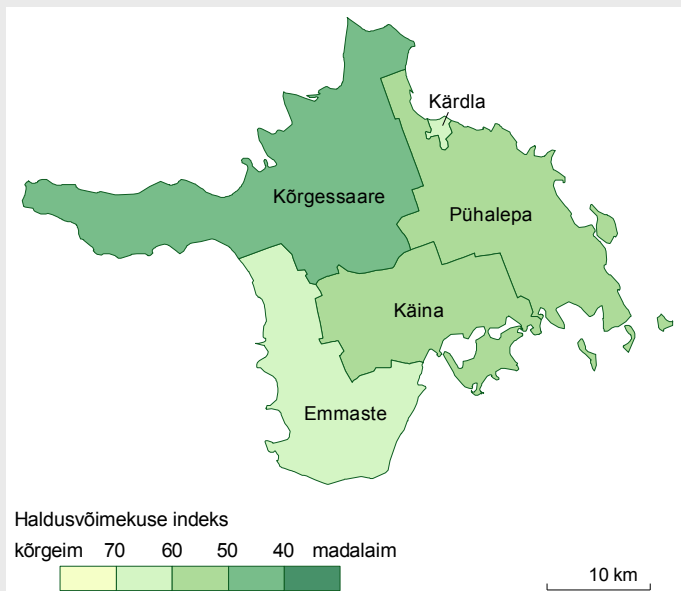 Kärdla
Kõrgessaare
Pühalepa
Käina
Emmaste
Haldusvõimekuse indeks
kõrgeim 70 60 50 40 madalaim
10 km